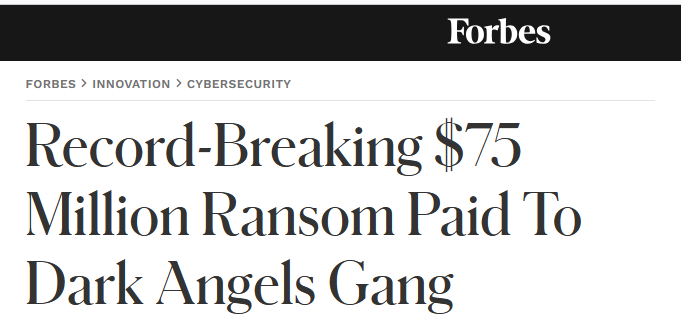 Forbes
FORBES > INNOVATION > CYBERSECURITY
Record-Breaking $75
Million Ransom Paid To
Dark Angels Gang